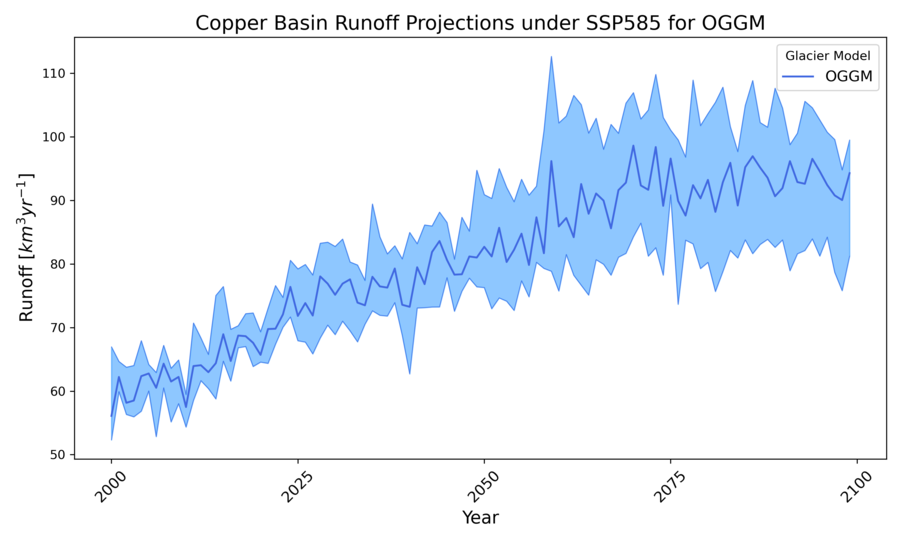 Copper Basin Runoff Projections under SSP585 for OGGM
Glacier Model
OGGM
Runoff [km³yr⁻¹]
110
100
90
80
70
60
50
2000
2025
2050
2075
2100
Year